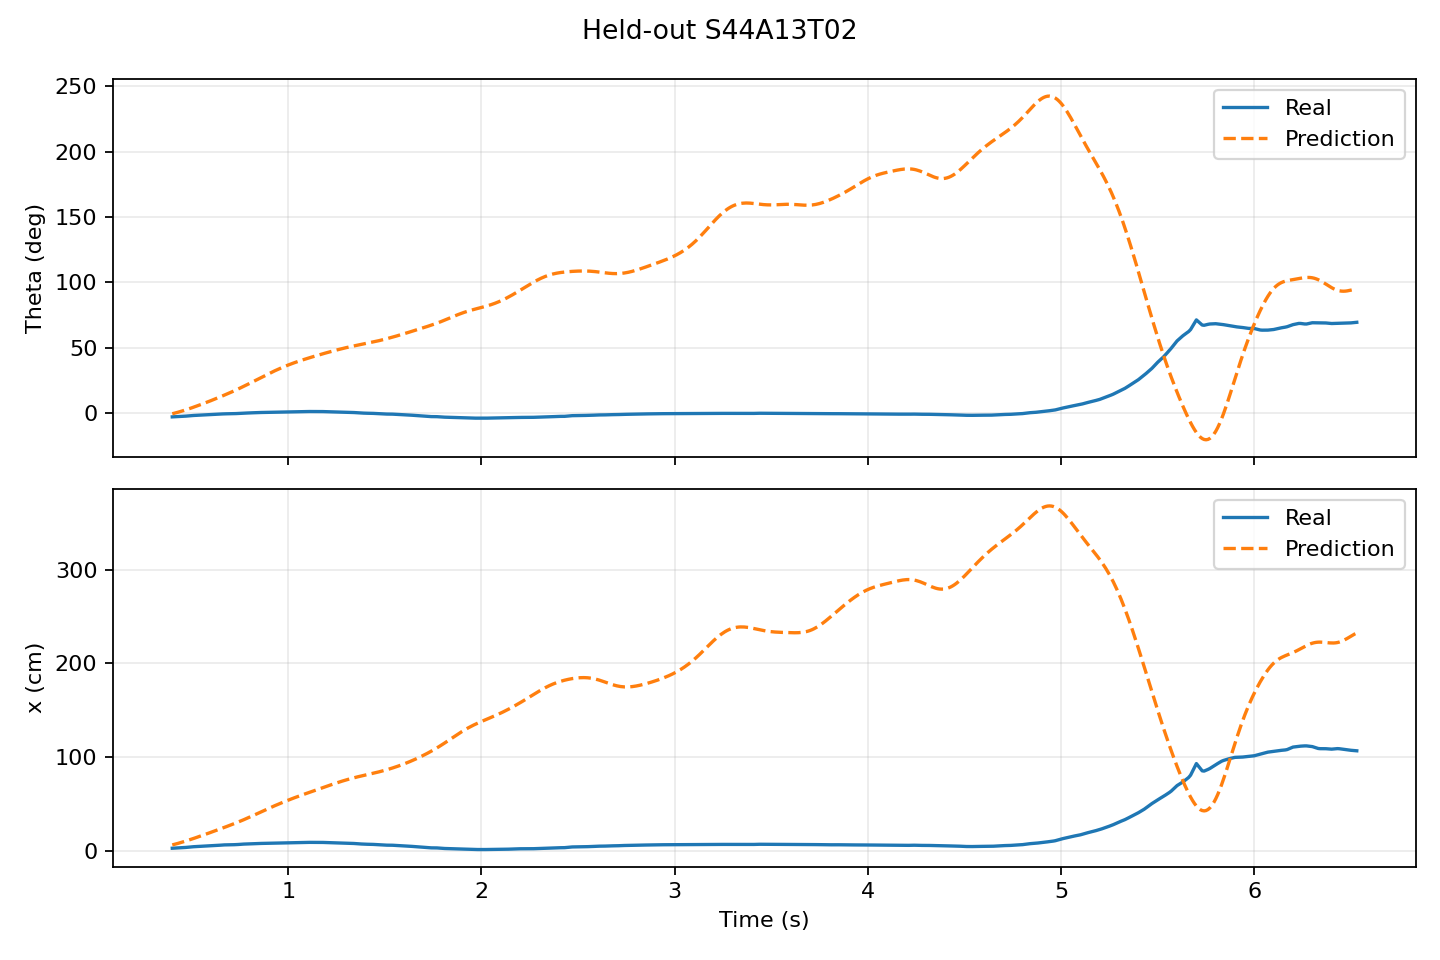 Held-out S44A13T02
250
200
150
100
50
0
Theta (deg)
Real
Prediction
300
200
100
0
x (cm)
Real
Prediction
1 2 3 4 5 6
Time (s)